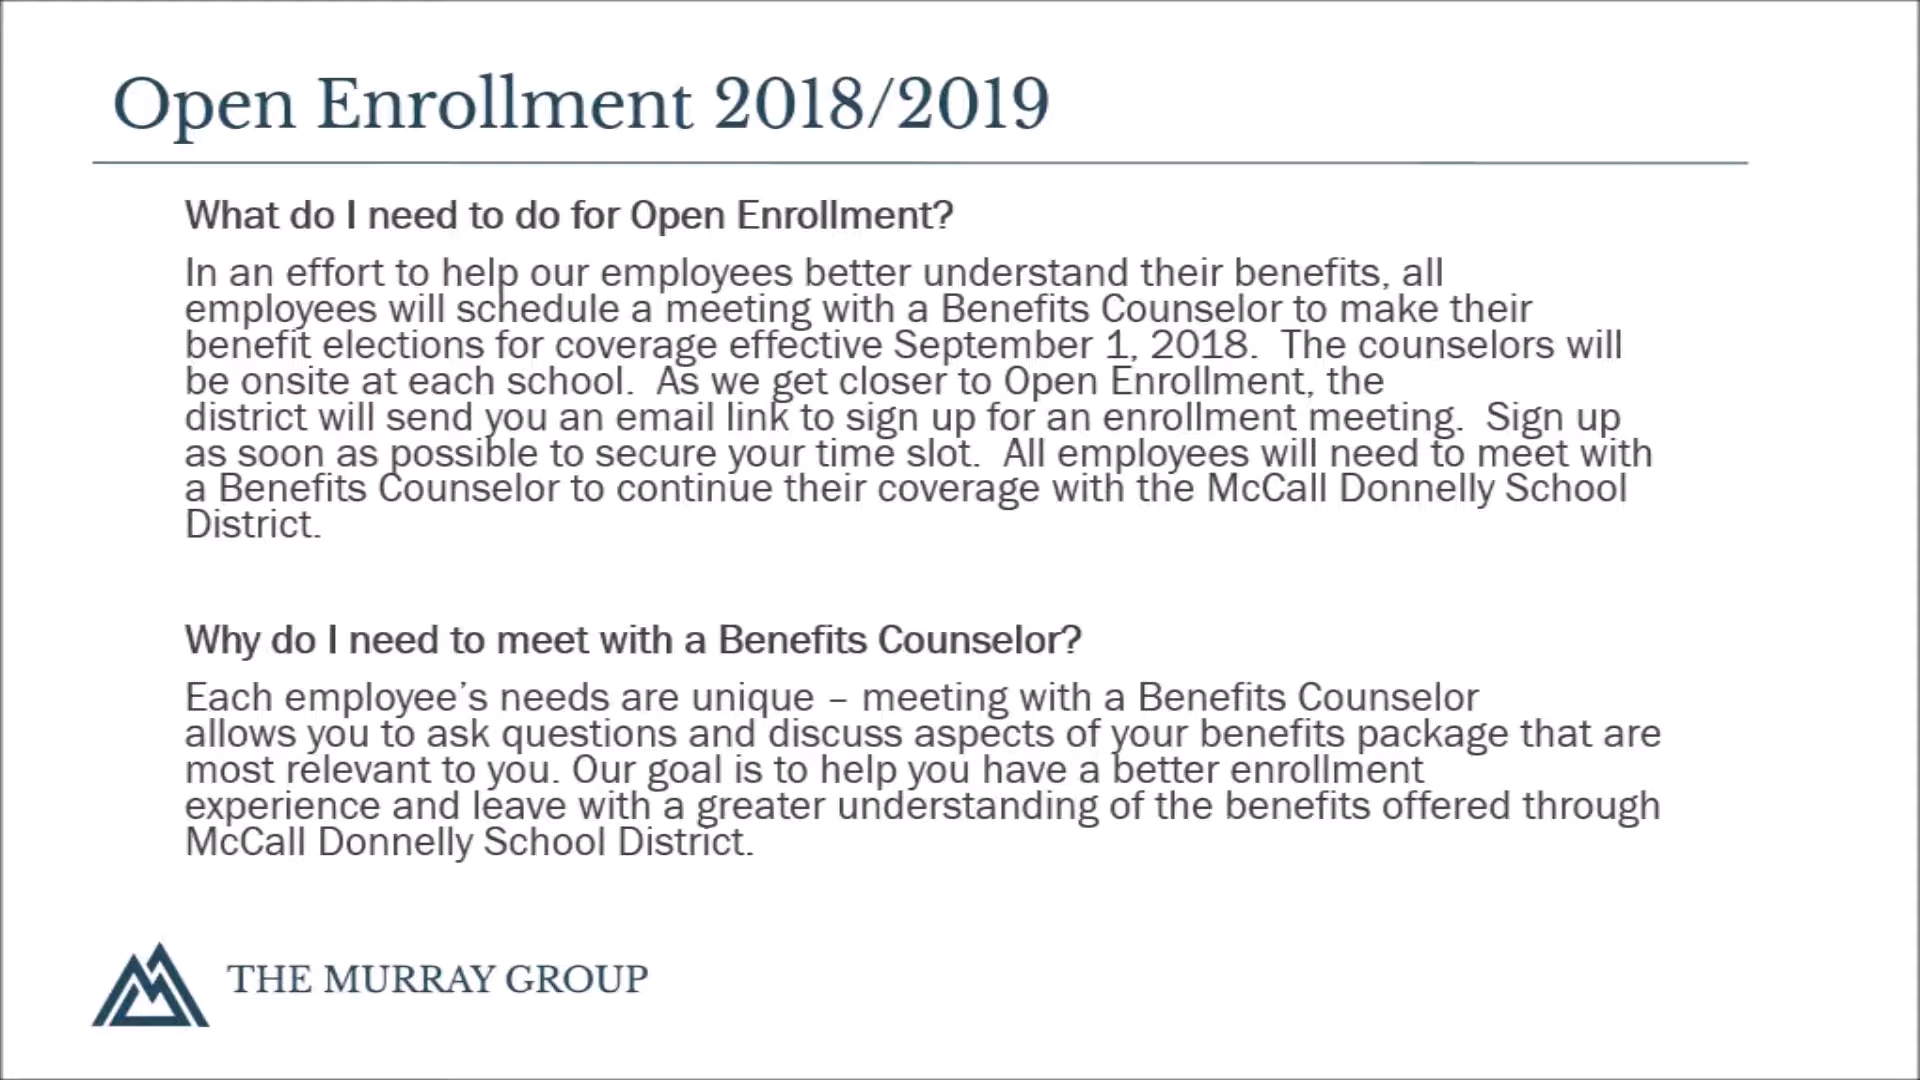 Open Enrollment 2018/2019
What do I need to do for Open Enrollment?
In an effort to help our employees better understand their benefits, all
employees will schedule a meeting with a Benefits Counselor to make their
benefit elections for coverage effective September 1, 2018.  The counselors will
be onsite at each school.  As we get closer to Open Enrollment, the
district will send you an email link to sign up for an enrollment meeting.  Sign up
as soon as possible to secure your time slot.  All employees will need to meet with
a Benefits Counselor to continue their coverage with the McCall Donnelly School
District.
Why do I need to meet with a Benefits Counselor?
Each employee’s needs are unique – meeting with a Benefits Counselor
allows you to ask questions and discuss aspects of your benefits package that are
most relevant to you. Our goal is to help you have a better enrollment
experience and leave with a greater understanding of the benefits offered through
McCall Donnelly School District.
THE MURRAY GROUP